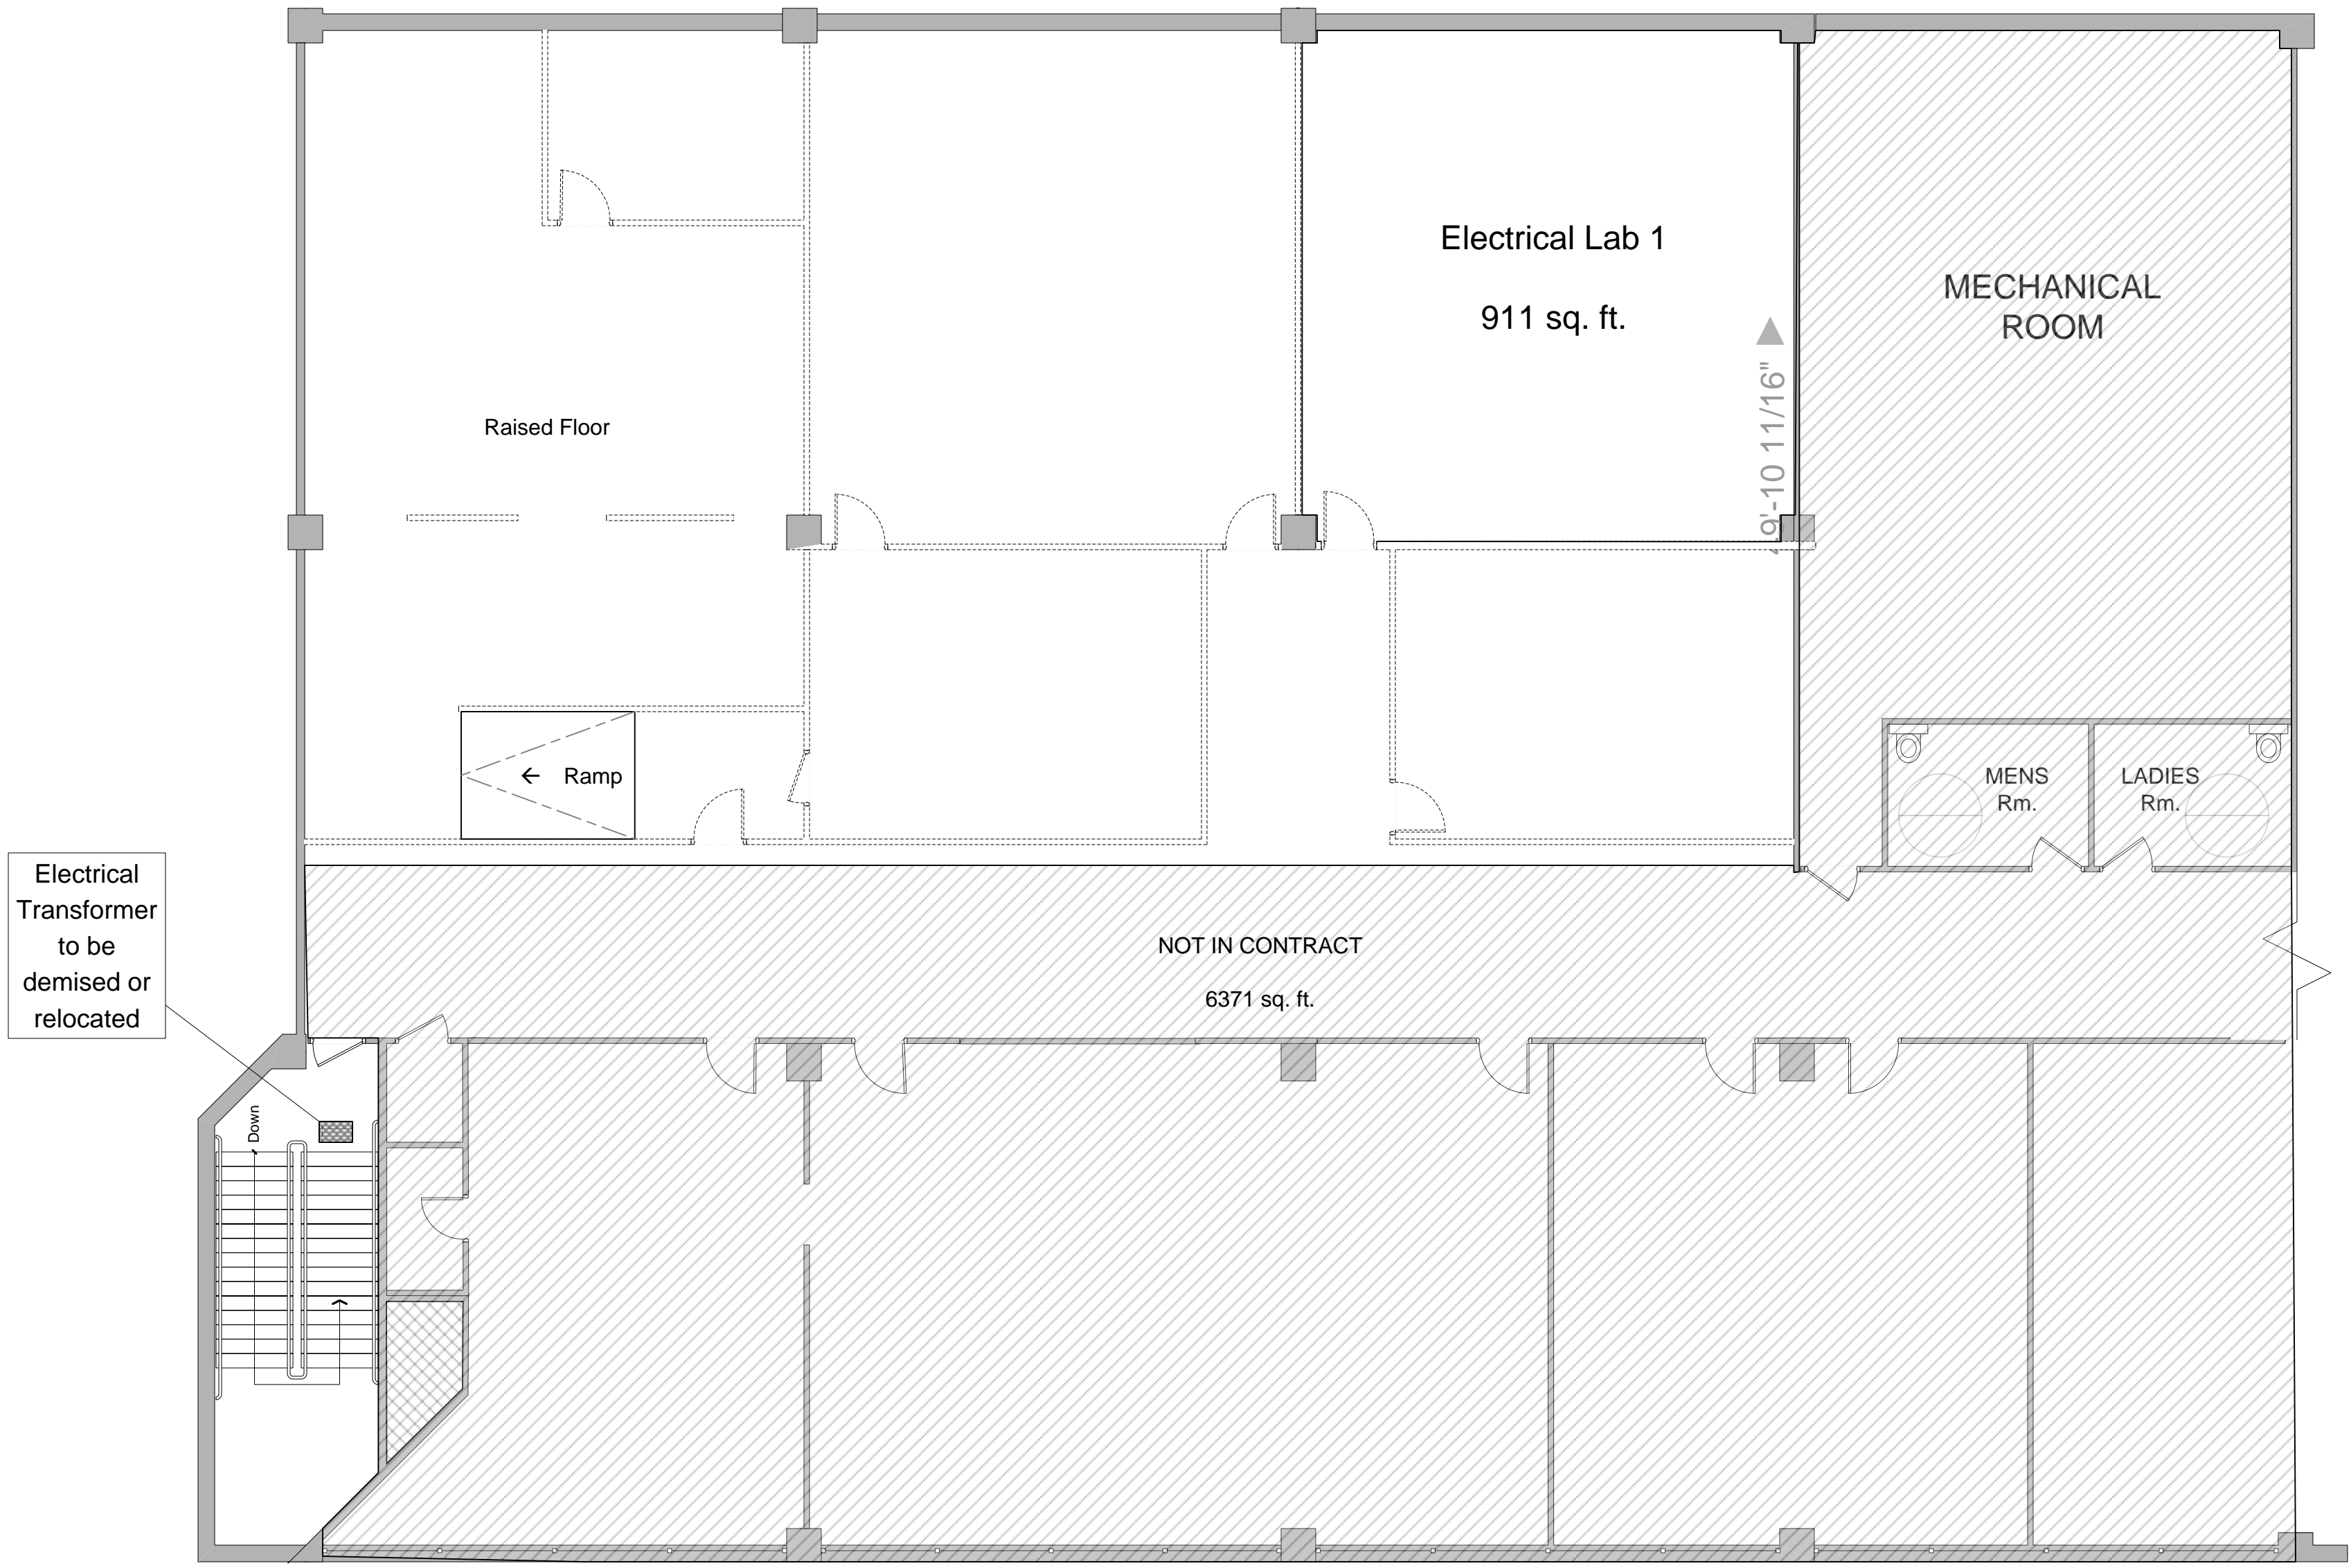 Electrical Lab 1
911 sq. ft.
MECHANICAL
ROOM
9'-10 11/16"
Raised Floor
Ramp
MENS
Rm.
LADIES
Rm.
Electrical
Transformer
to be
demised or
relocated
NOT IN CONTRACT
6371 sq. ft.
Down